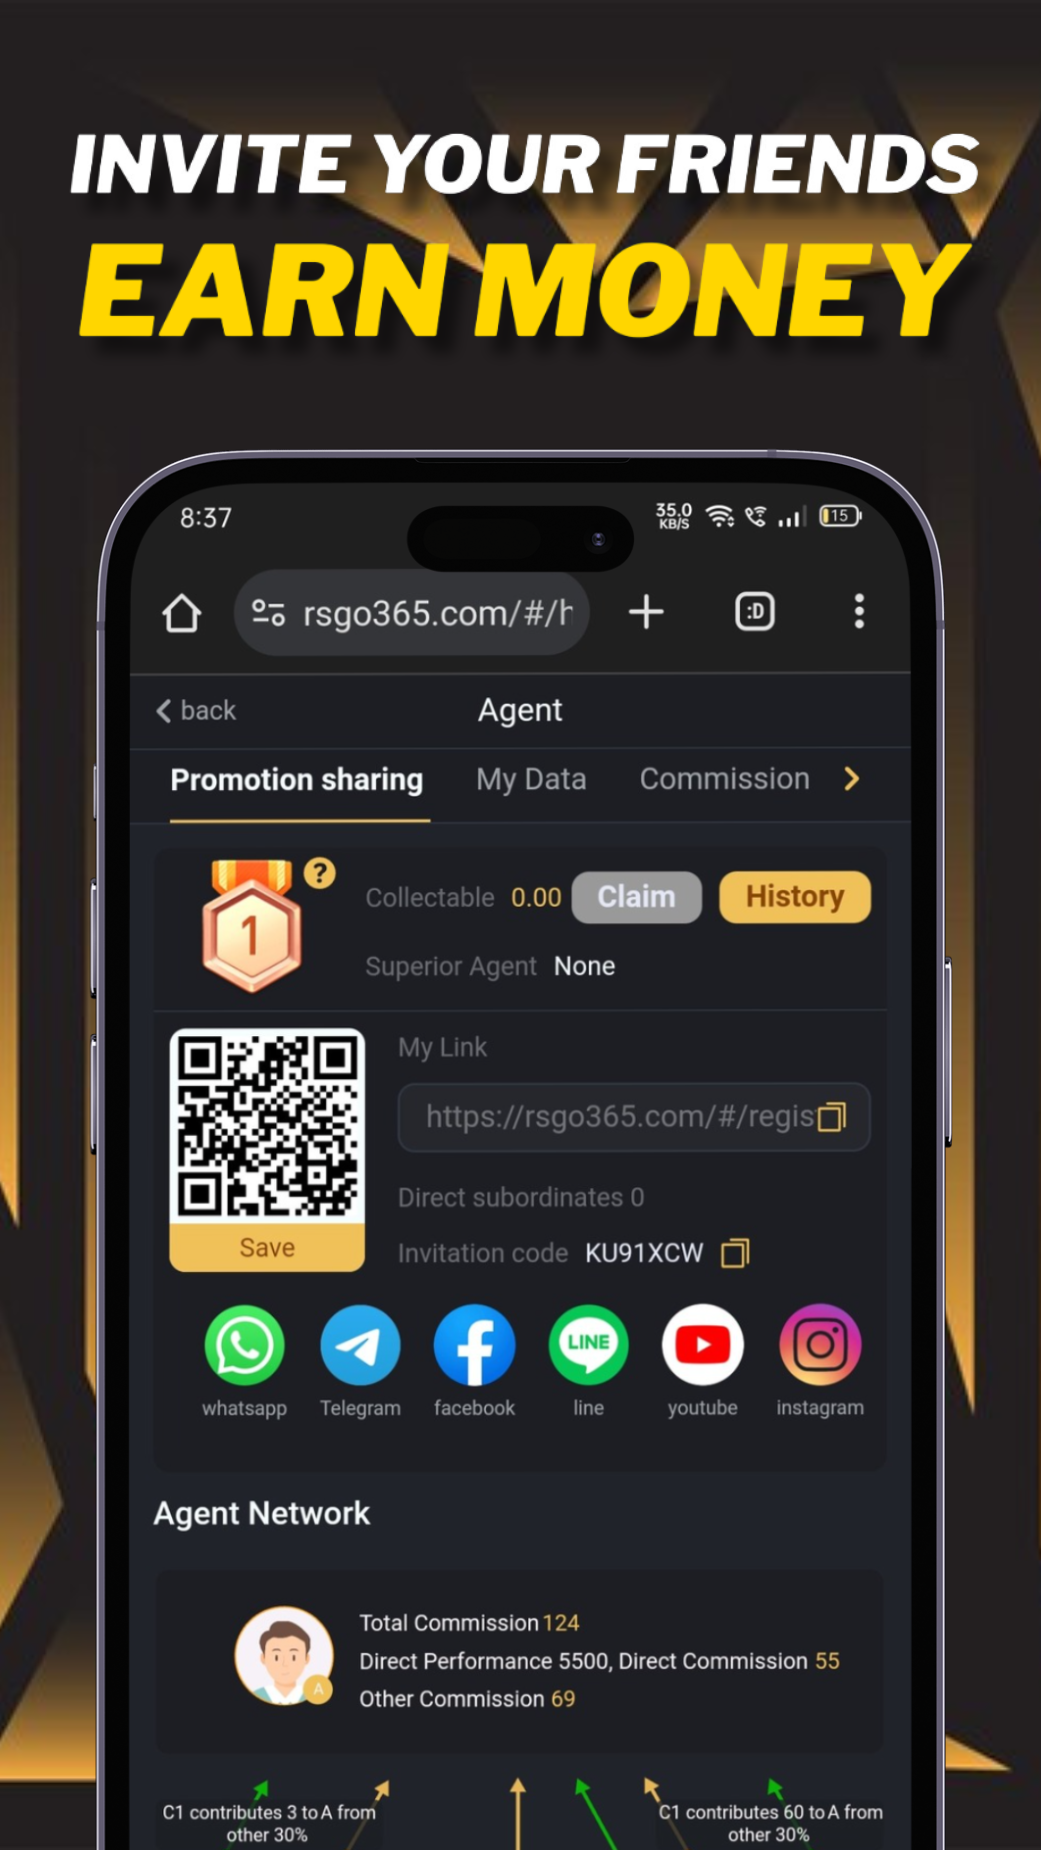 INVITE YOUR FRIENDS
EARN MONEY
8:37
35.0
KB/S
15
rsgo365.com/#/h
:D
back
Agent
Promotion sharing My Data Commission
1
?
Collectable 0.00 Claim History
Superior Agent None
My Link
https://rsgo365.com/#/regis
Direct subordinates 0
Save
Invitation code KU91XCW
LINE
whatsapp Telegram facebook line youtube instagram
Agent Network
Total Commission 124
Direct Performance 5500, Direct Commission 55
A
Other Commission 69
C1 contributes 3 to A from
other 30%
C1 contributes 60 to A from
other 30%